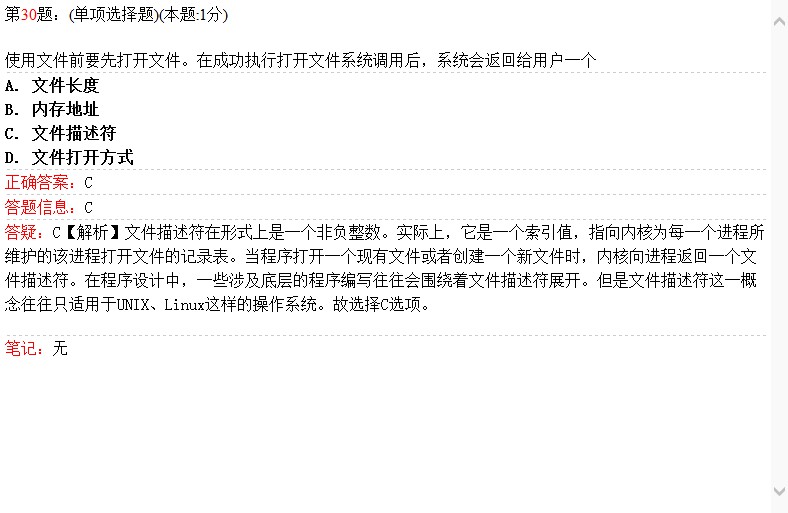 第30题：(单项选择题)(本题:1分)
使用文件前要先打开文件。在成功执行打开文件系统调用后，系统会返回给用户一个
A. 文件长度
B. 内存地址
C. 文件描述符
D. 文件打开方式
正确答案：C
答题信息：C
答疑：C【解析】文件描述符在形式上是一个非负整数。实际上，它是一个索引值，指向内核为每一个进程所
维护的该进程打开文件的记录表。当程序打开一个现有文件或者创建一个新文件时，内核向进程返回一个文
件描述符。在程序设计中，一些涉及底层的程序编写往往会围绕着文件描述符展开。但是文件描述符这一概
念往往只适用于UNIX、Linux这样的操作系统。故选择C选项。
笔记：无